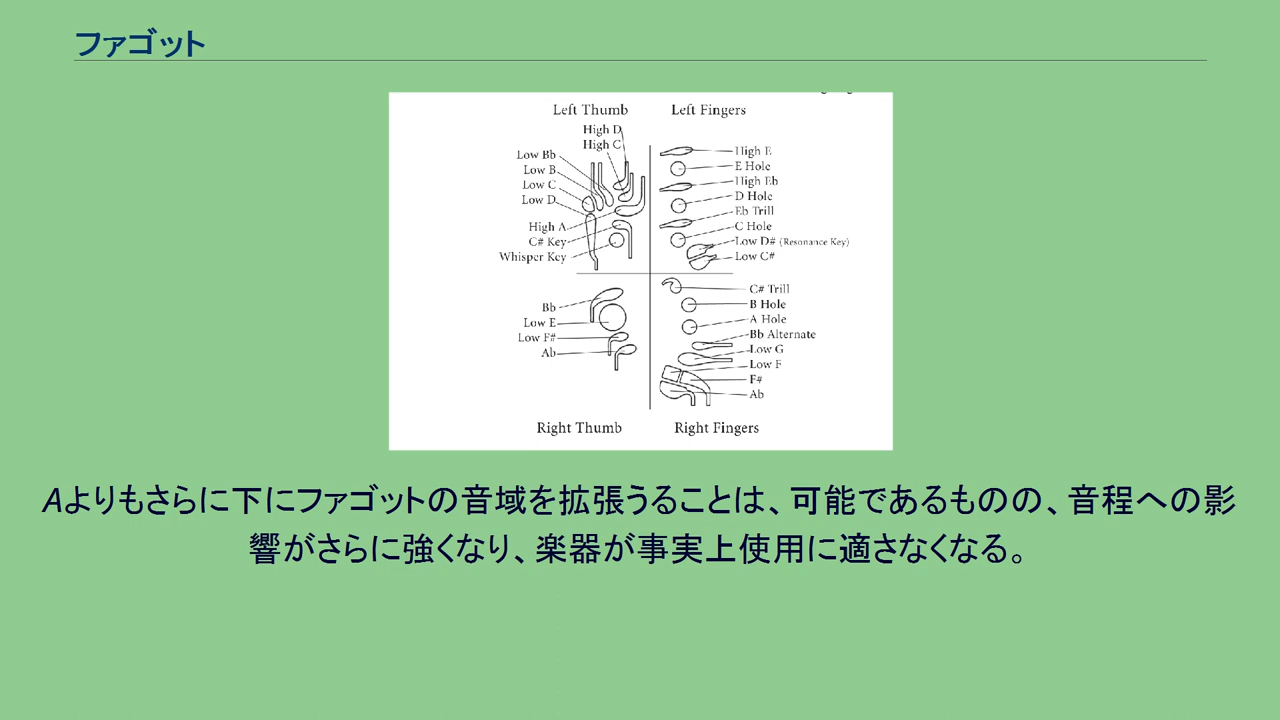 ファゴット
Left Thumb
Left Fingers
High D
High C
Low Bb
Low B
Low C
Low D
High A
C# Key
Whisper Key
High E
E Hole
High Eb
D Hole
Eb Trill
C Hole
Low D# (Resonance Key)
Low C#
Bb
Low E
Low F#
Ab
C# Trill
B Hole
A Hole
Bb Alternate
Low G
Low F
F#
Ab
Right Thumb
Right Fingers
Aよりもさらに下にファゴットの音域を拡張うることは、可能であるものの、音程への影
響がさらに強くなり、楽器が事実上使用に適さなくなる。